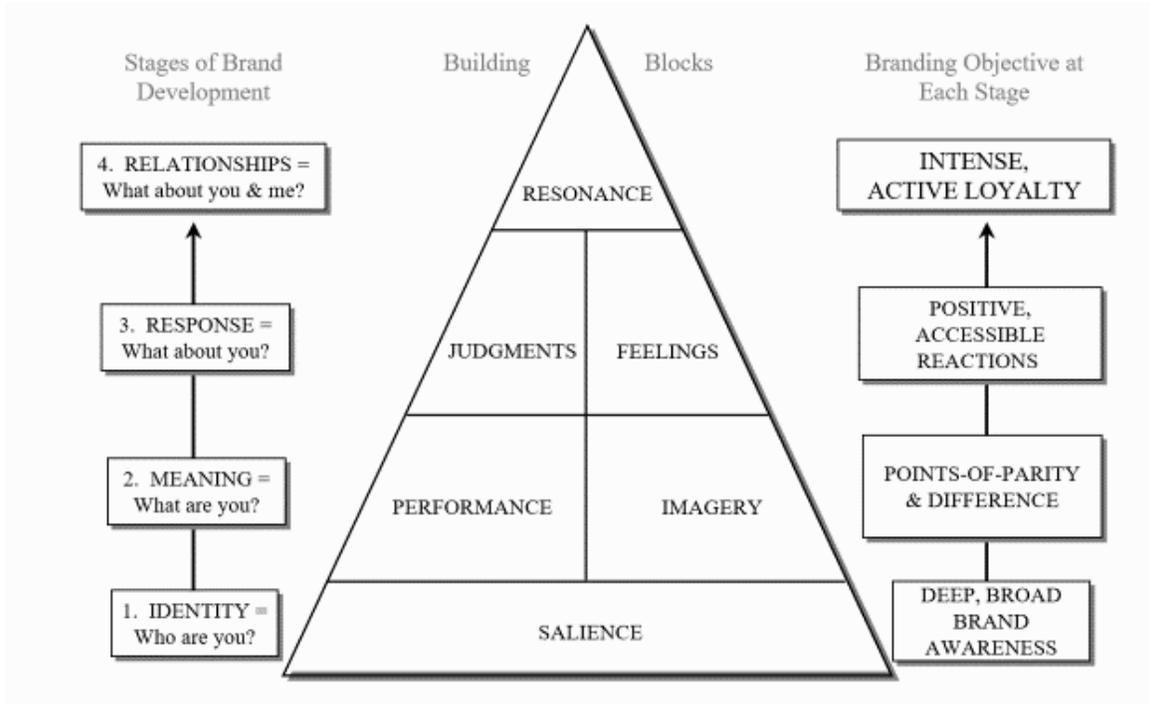 Stages of Brand
Development
Building
Blocks
Branding Objective at
Each Stage
4. RELATIONSHIPS =
What about you & me?
3. RESPONSE =
What about you?
2. MEANING =
What are you?
1. IDENTITY =
Who are you?
RESONANCE
JUDGMENTS
FEELINGS
PERFORMANCE
IMAGERY
SALIENCE
INTENSE,
ACTIVE LOYALTY
POSITIVE,
ACCESSIBLE
REACTIONS
POINTS-OF-PARITY
& DIFFERENCE
DEEP, BROAD
BRAND
AWARENESS